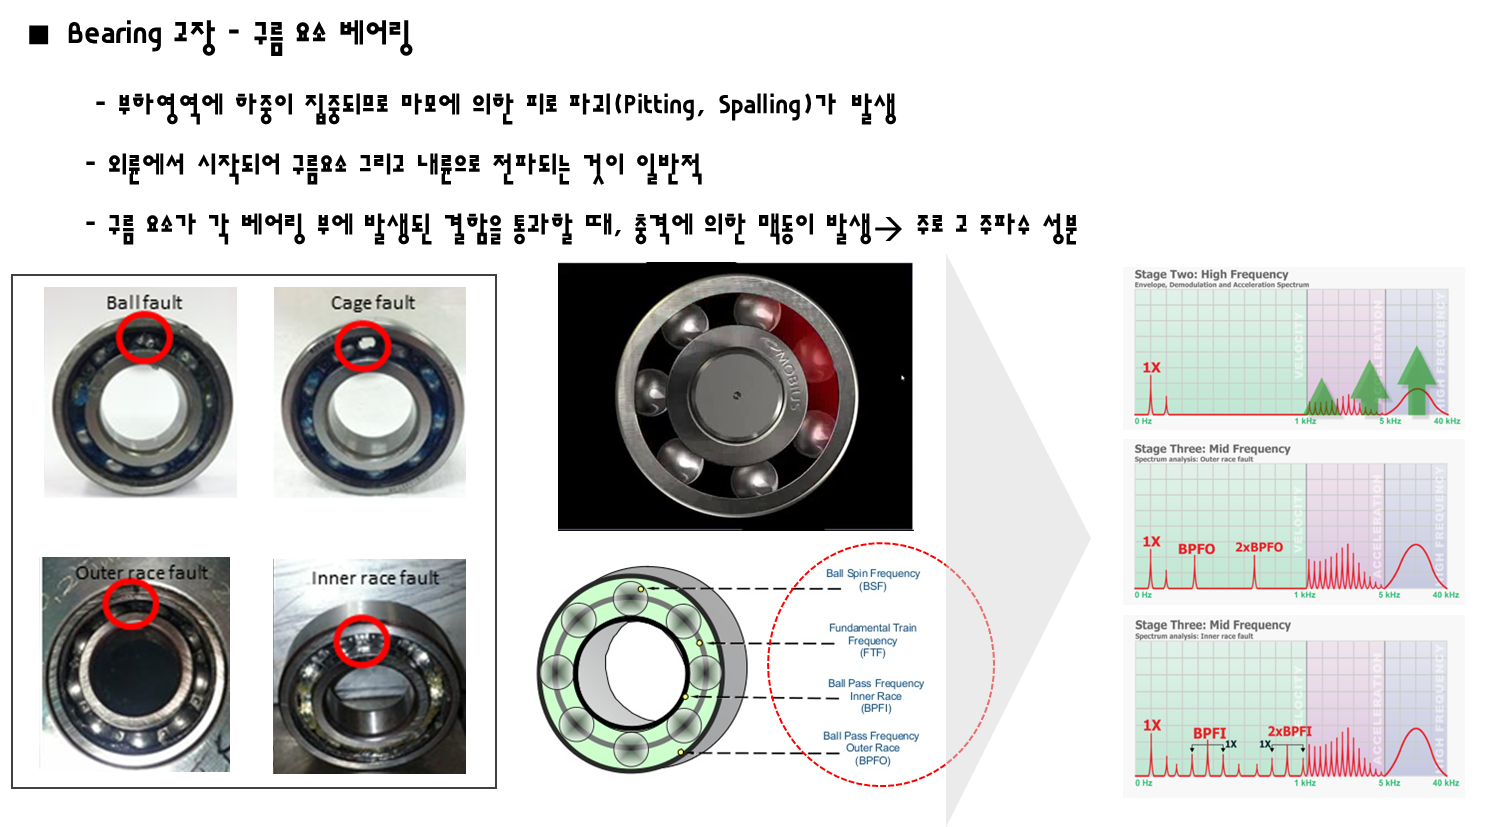 ■ Bearing 고장 - 구름 요소 베어링
- 부하영역에 하중이 집중되므로 마모에 의한 피로 파괴(Pitting, Spalling)가 발생
- 외륜에서 시작되어 구름요소 그리고 내륜으로 전파되는 것이 일반적
- 구름 요소가 각 베어링 부에 발생된 결함을 통과할 때, 충격에 의한 맥동이 발생→ 주로 고 주파수 성분
Ball fault
Cage fault
Outer race fault
Inner race fault
MOBIUS
Ball Spin Frequency
(BSF)
Fundamental Train
Frequency
(FTF)
Ball Pass Frequency
Inner Race
(BPFI)
Ball Pass Frequency
Outer Race
(BPFO)
Stage Two: High Frequency
Envelope, Demodulation and Acceleration Spectrum
VELOCITY
ACCELERATION
HIGH FREQUENCY
1X
0 Hz 1 kHz 5 kHz 40 kHz
Stage Three: Mid Frequency
Spectrum analysis: Outer race fault
VELOCITY
ACCELERATION
HIGH FREQUENCY
1X BPFO 2xBPFO
0 Hz 1 kHz 5 kHz 40 kHz
Stage Three: Mid Frequency
Spectrum analysis: Inner race fault
VELOCITY
ACCELERATION
HIGH FREQUENCY
1X BPFI 2xBPFI
1X 1X
0 Hz 1 kHz 5 kHz 40 kHz